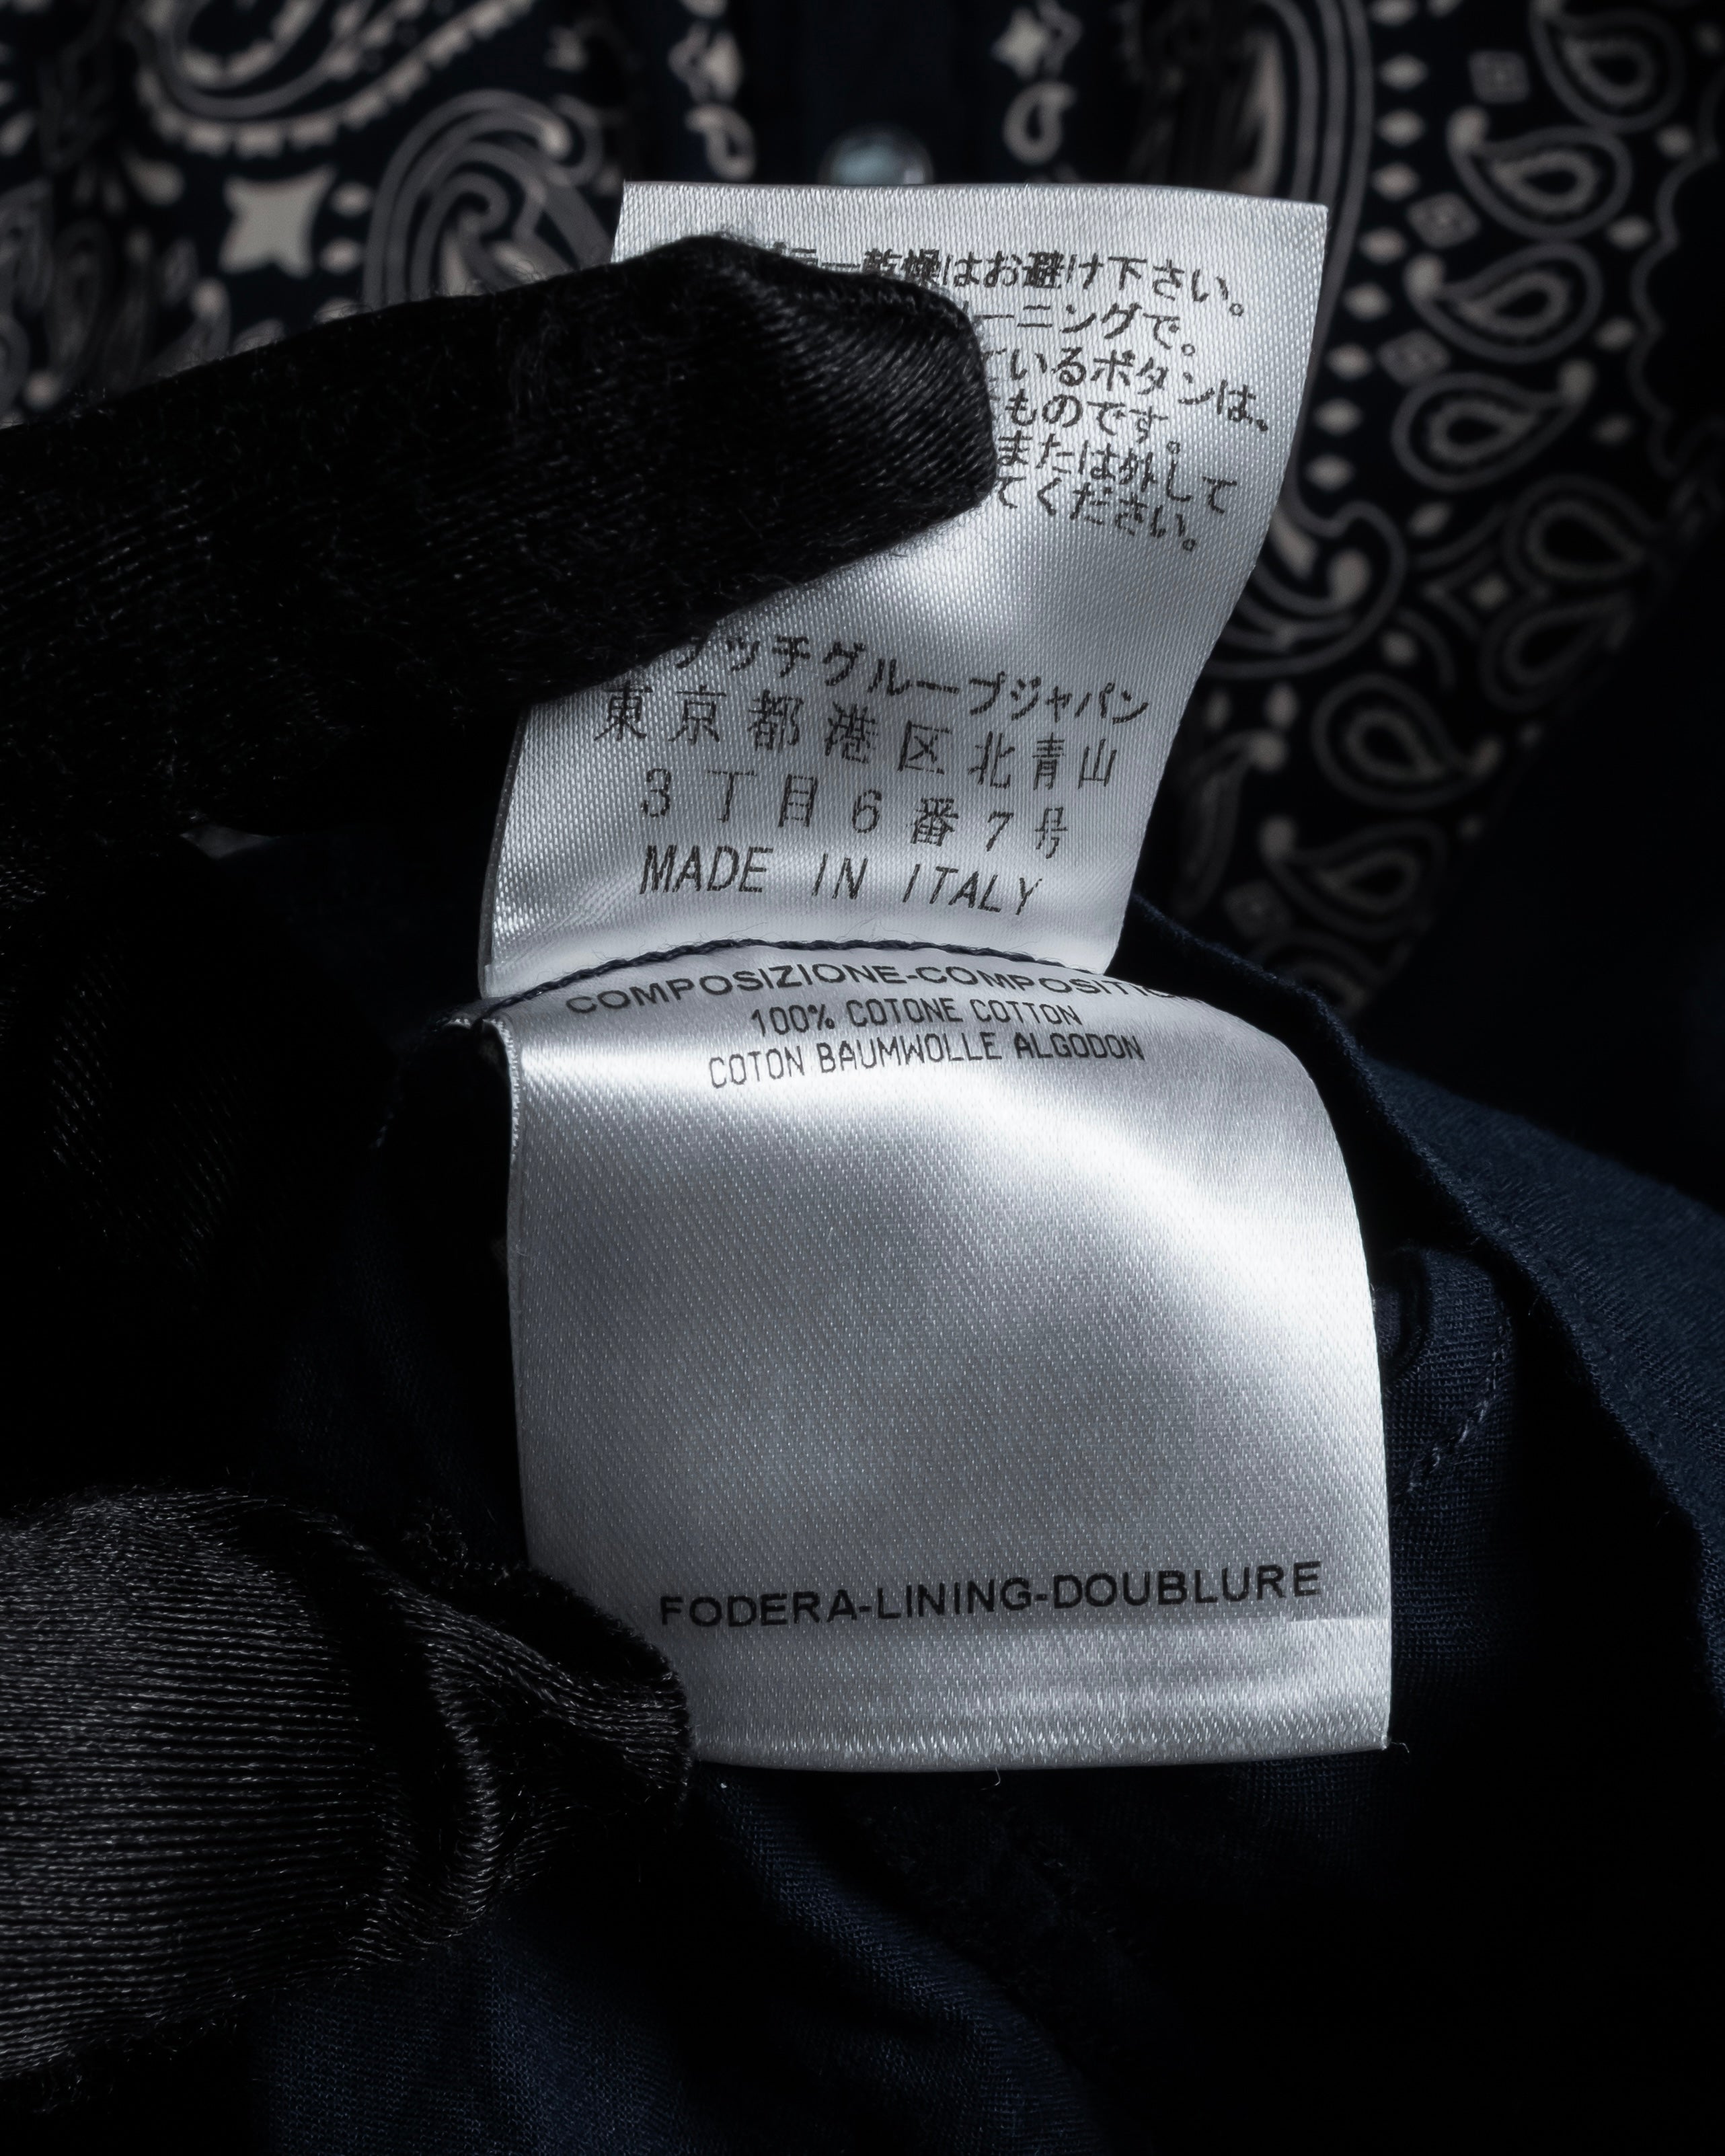 ー乾燥はお避け下さい。
ーニングで。
いるボタンは、
ものです。
または外して
てください。
グッチグループジャパン
東京都港区北青山
3丁目6番7号
MADE IN ITALY
COMPOSIZIONE-COMPOSITION
100% COTONE COTTON
COTON BAUMWOLLE ALGODON
FODERA-LINING-DOUBLURE